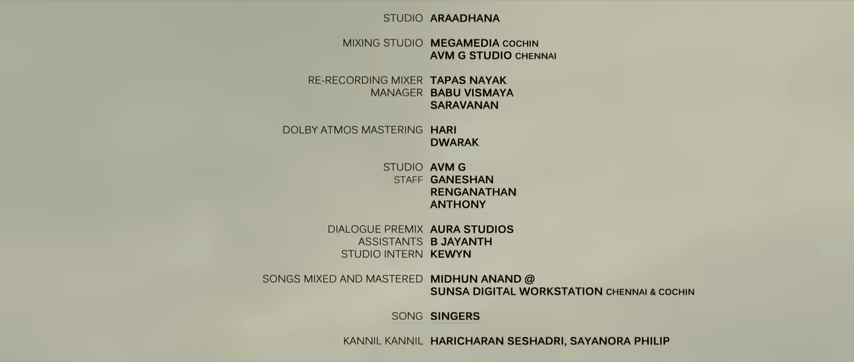 STUDIO ARAADHANA
MIXING STUDIO MEGAMEDIA COCHIN
AVM G STUDIO CHENNAI
RE-RECORDING MIXER TAPAS NAYAK
MANAGER BABU VISMAYA
SARAVANAN
DOLBY ATMOS MASTERING HARI
DWARAK
STUDIO AVM G
STAFF GANESHAN
RENGANATHAN
ANTHONY
DIALOGUE PREMIX AURA STUDIOS
ASSISTANTS B JAYANTH
STUDIO INTERN KEWYN
SONGS MIXED AND MASTERED MIDHUN ANAND @
SUNSA DIGITAL WORKSTATION CHENNAI & COCHIN
SONG SINGERS
KANNIL KANNIL HARICHARAN SESHADRI, SAYANORA PHILIP